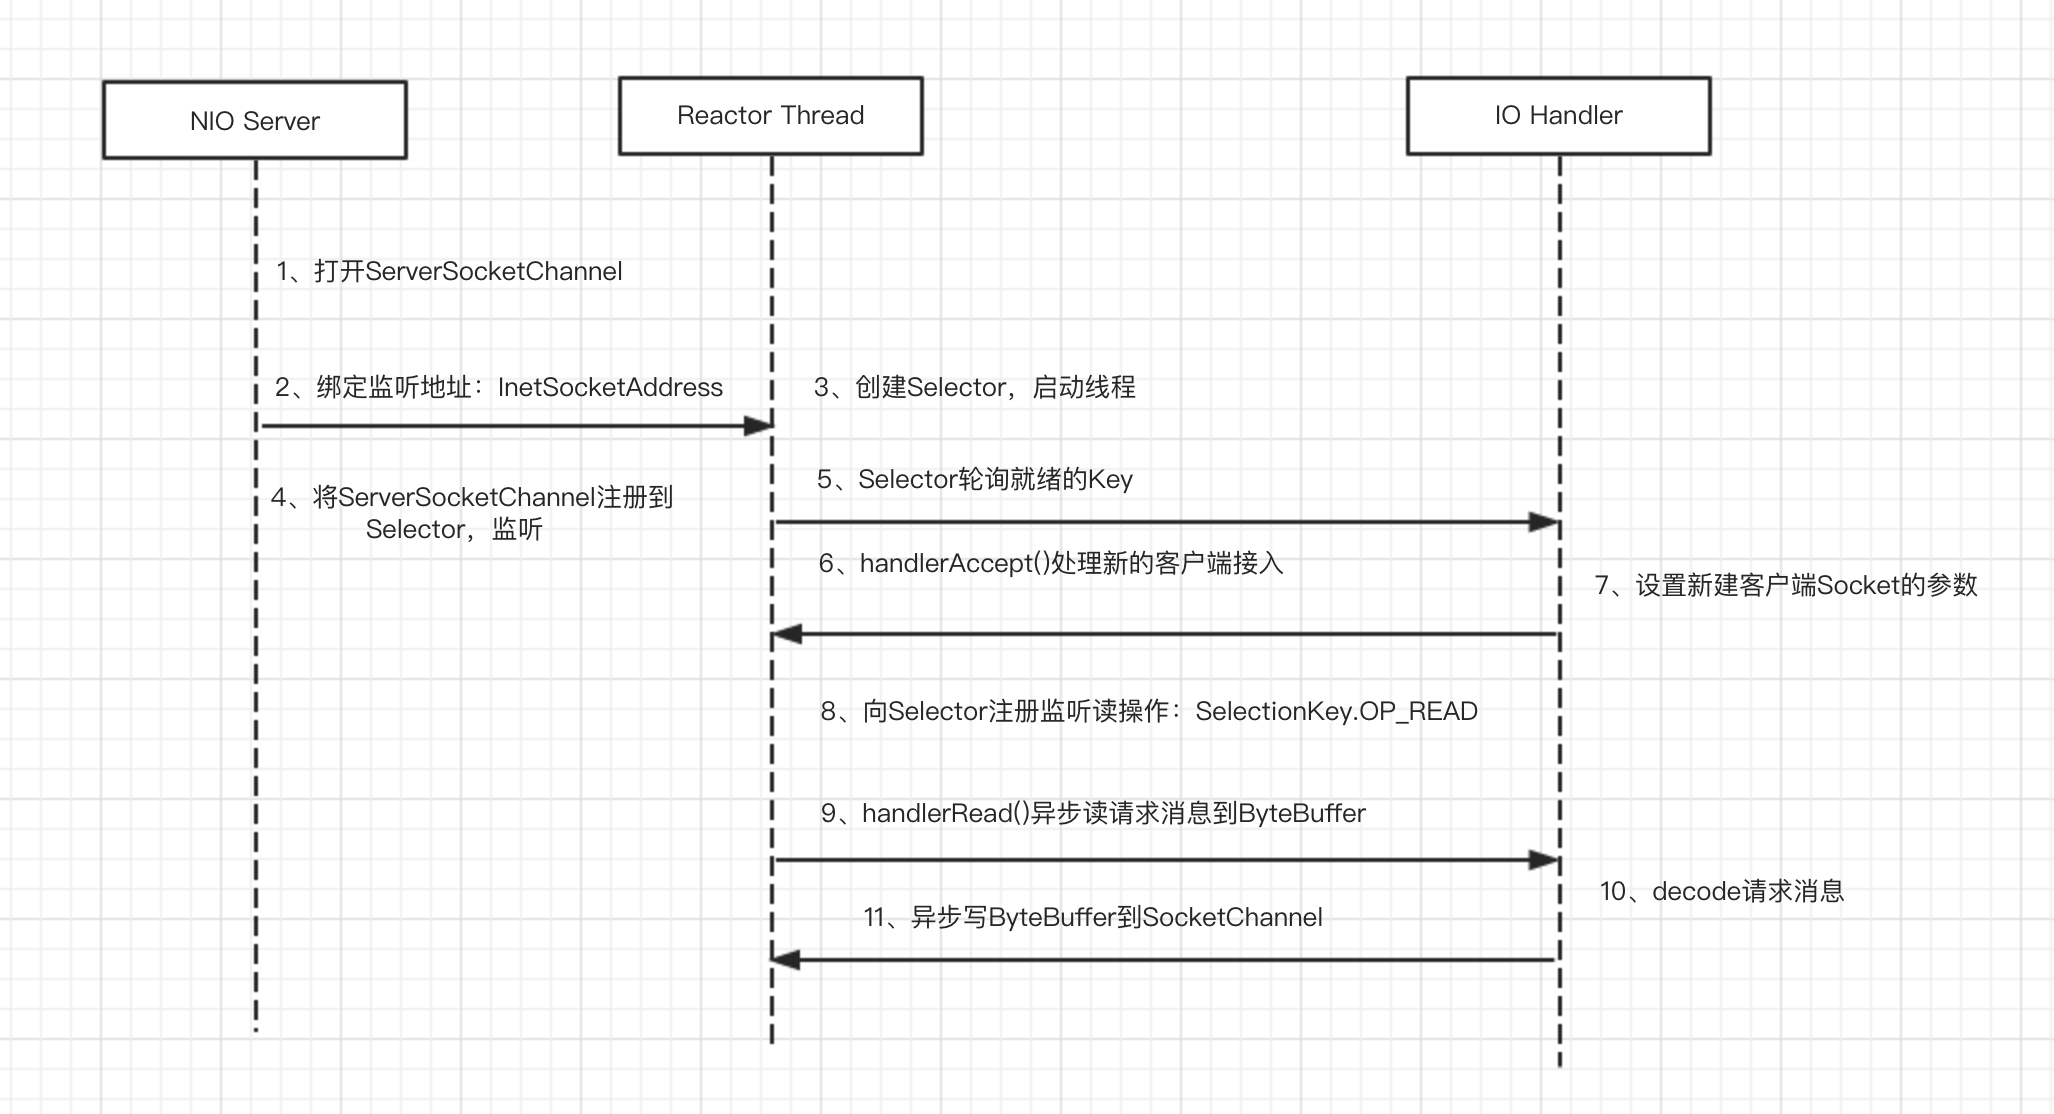 NIO Server
Reactor Thread
IO Handler
1、打开ServerSocketChannel
2、绑定监听地址：InetSocketAddress
3、创建Selector，启动线程
4、将ServerSocketChannel注册到
Selector，监听
5、Selector轮询就绪的Key
6、handlerAccept()处理新的客户端接入
7、设置新建客户端Socket的参数
8、向Selector注册监听读操作：SelectionKey.OP_READ
9、handlerRead()异步读请求消息到ByteBuffer
10、decode请求消息
11、异步写ByteBuffer到SocketChannel